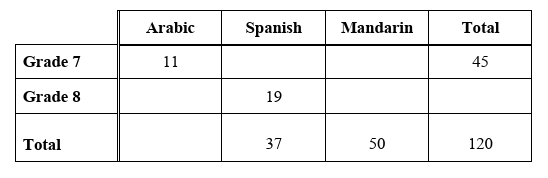 Arabic Spanish Mandarin Total
Grade 7 11 45
Grade 8 19
Total 37 50 120